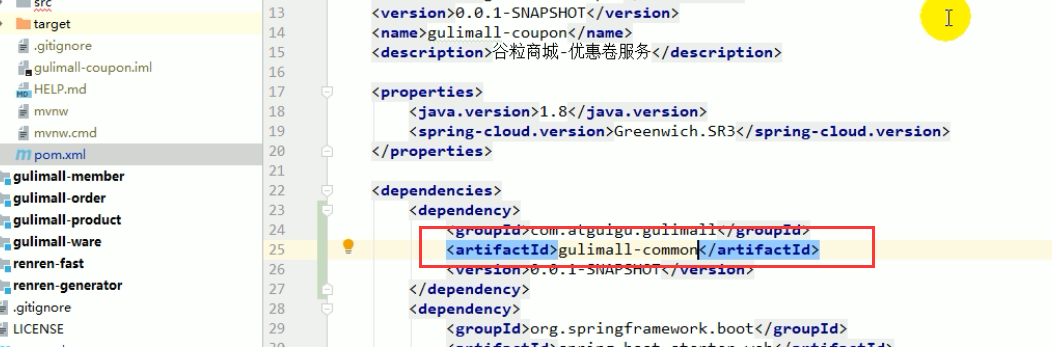 src
target
.gitignore
gulimall-coupon.iml
HELP.md
mvnw
mvnw.cmd
pom.xml
gulimall-member
gulimall-order
gulimall-product
gulimall-ware
renren-fast
renren-generator
.gitignore
LICENSE
13 <version>0.0.1-SNAPSHOT</version>
14 <name>gulimall-coupon</name>
15 <description>谷粒商城-优惠卷服务</description>
16
17 <properties>
18 <java.version>1.8</java.version>
19 <spring-cloud.version>Greenwich.SR3</spring-cloud.version>
20 </properties>
21
22 <dependencies>
23 <dependency>
24 <groupId>com.atguigu.gulimall</groupId>
25 <artifactId>gulimall-common</artifactId>
26 <version>0.0.1-SNAPSHOT</version>
27 </dependency>
28 <dependency>
29 <groupId>org.springframework.boot</groupId>